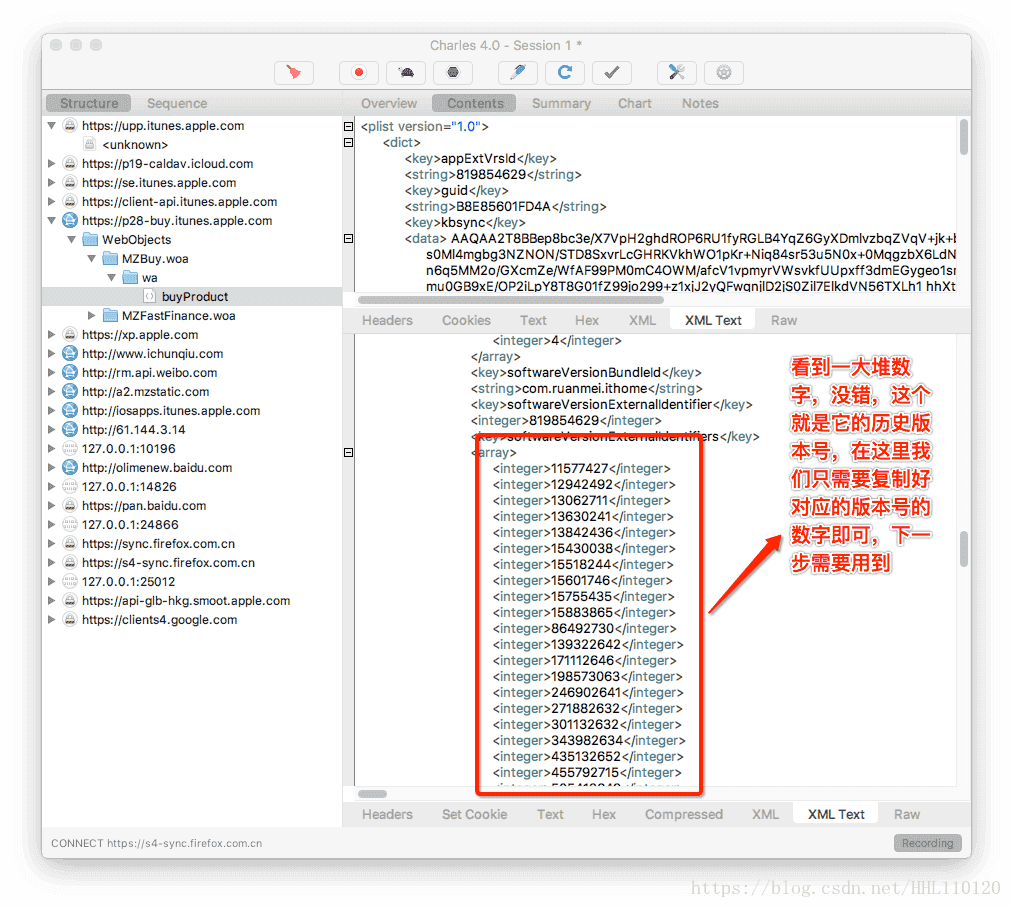 Charles 4.0 - Session 1 *
Structure
Sequence
Overview
Contents
Summary
Chart
Notes
https://upp.itunes.apple.com
<unknown>
https://p19-caldav.icloud.com
https://se.itunes.apple.com
https://client-api.itunes.apple.com
https://p28-buy.itunes.apple.com
WebObjects
MZBuy.woa
wa
buyProduct
MZFastFinance.woa
https://xp.apple.com
http://www.ichunqiu.com
http://rm.api.weibo.com
http://a2.mzstatic.com
http://iosapps.itunes.apple.com
http://61.144.3.14
127.0.0.1:10196
http://olimenew.baidu.com
127.0.0.1:14826
https://pan.baidu.com
127.0.0.1:24866
https://sync.firefox.com.cn
https://s4-sync.firefox.com.cn
127.0.0.1:25012
https://api-glb-hkg.smoot.apple.com
https://clients4.google.com
<plist version="1.0">
<dict>
<key>appExtVrsId</key>
<string>819854629</string>
<key>guid</key>
<string>B8E85601FD4A</string>
<key>kbsync</key>
<data>
Headers
Cookies
Text
Hex
XML
XML Text
Raw
<integer>4</integer>
</array>
<key>softwareVersionBundleId</key>
<string>com.ruanmei.ithome</string>
<key>softwareVersionExternalIdentifier</key>
<integer>819854629</integer>
<key>softwareVersionExternalIdentifiers</key>
<array>
<integer>11577427</integer>
<integer>12942492</integer>
<integer>13062711</integer>
<integer>13630241</integer>
<integer>13842436</integer>
<integer>15430038</integer>
<integer>15518244</integer>
<integer>15601746</integer>
<integer>15755435</integer>
<integer>15883865</integer>
<integer>86492730</integer>
<integer>139322642</integer>
<integer>171112646</integer>
<integer>198573063</integer>
<integer>246902641</integer>
<integer>271882632</integer>
<integer>301132632</integer>
<integer>343982634</integer>
<integer>435132652</integer>
<integer>455792715</integer>
看到一大堆数
字，没错，这个
就是它的历史版
本号，在这里我
们只需要复制好
对应的版本号的
数字即可，下一
步需要用到
Headers
Set Cookie
Text
Hex
Compressed
XML
XML Text
Raw
CONNECT https://s4-sync.firefox.com.cn
Recording
https://blog.csdn.net/HHL110120